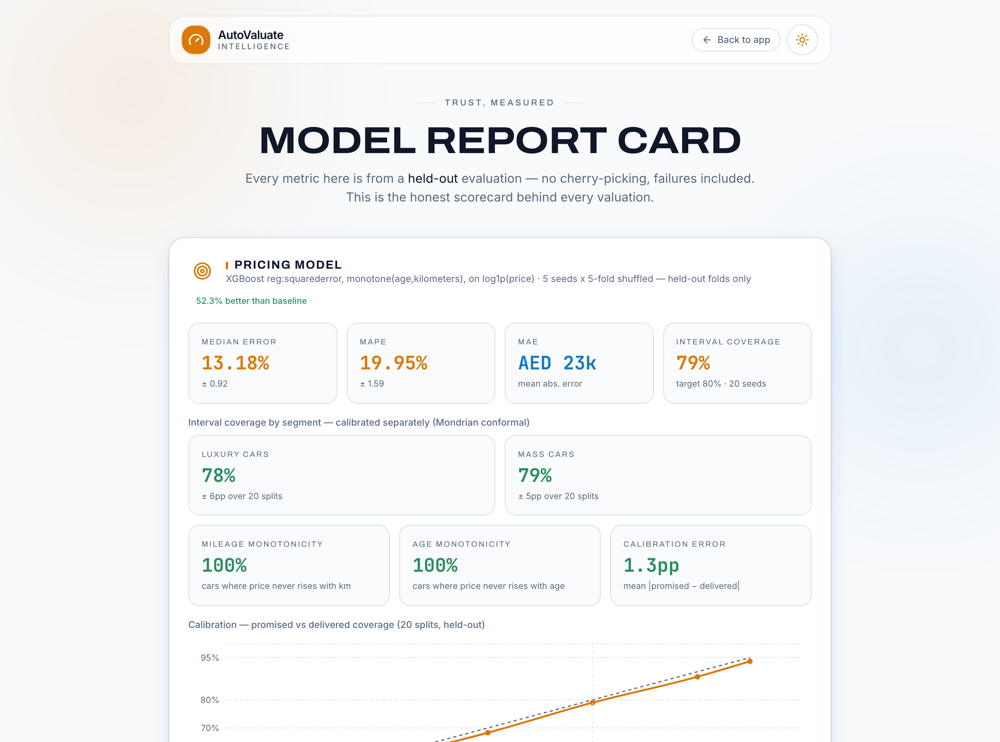 AutoValuate
INTELLIGENCE
Back to app
TRUST, MEASURED
MODEL REPORT CARD
Every metric here is from a held-out evaluation — no cherry-picking, failures included.
This is the honest scorecard behind every valuation.
PRICING MODEL
XGBoost reg:squarederror, monotone(age,kilometers), on log1p(price) · 5 seeds x 5-fold shuffled — held-out folds only
52.3% better than baseline
MEDIAN ERROR
13.18%
± 0.92
MAPE
19.95%
± 1.59
MAE
AED 23k
mean abs. error
INTERVAL COVERAGE
79%
target 80% · 20 seeds
Interval coverage by segment — calibrated separately (Mondrian conformal)
LUXURY CARS
78%
± 6pp over 20 splits
MASS CARS
79%
± 5pp over 20 splits
MILEAGE MONOTONICITY
100%
cars where price never rises with km
AGE MONOTONICITY
100%
cars where price never rises with age
CALIBRATION ERROR
1.3pp
mean |promised − delivered|
Calibration — promised vs delivered coverage (20 splits, held-out)
95%
80%
70%